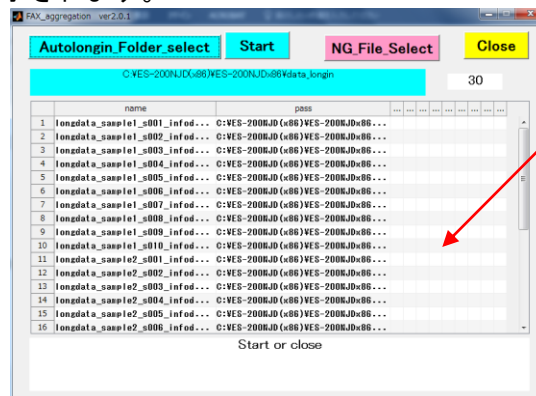 FAX_aggregation ver2.0.1
Autolongin_Folder_select Start NG_File_Select Close
C:¥ES-200NJD(x86)¥ES-200NJDx86¥data_longin 30
name pass ... ... ... ... ... ... ... ...
1 longdata_sample1_s001_infod... C:¥ES-200NJD(x86)¥ES-200NJDx86...
2 longdata_sample1_s002_infod... C:¥ES-200NJD(x86)¥ES-200NJDx86...
3 longdata_sample1_s003_infod... C:¥ES-200NJD(x86)¥ES-200NJDx86...
4 longdata_sample1_s004_infod... C:¥ES-200NJD(x86)¥ES-200NJDx86...
5 longdata_sample1_s005_infod... C:¥ES-200NJD(x86)¥ES-200NJDx86...
6 longdata_sample1_s006_infod... C:¥ES-200NJD(x86)¥ES-200NJDx86...
7 longdata_sample1_s007_infod... C:¥ES-200NJD(x86)¥ES-200NJDx86...
8 longdata_sample1_s008_infod... C:¥ES-200NJD(x86)¥ES-200NJDx86...
9 longdata_sample1_s009_infod... C:¥ES-200NJD(x86)¥ES-200NJDx86...
10 longdata_sample1_s010_infod... C:¥ES-200NJD(x86)¥ES-200NJDx86...
11 longdata_sample2_s001_infod... C:¥ES-200NJD(x86)¥ES-200NJDx86...
12 longdata_sample2_s002_infod... C:¥ES-200NJD(x86)¥ES-200NJDx86...
13 longdata_sample2_s003_infod... C:¥ES-200NJD(x86)¥ES-200NJDx86...
14 longdata_sample2_s004_infod... C:¥ES-200NJD(x86)¥ES-200NJDx86...
15 longdata_sample2_s005_infod... C:¥ES-200NJD(x86)¥ES-200NJDx86...
16 longdata_sample2_s006_infod... C:¥ES-200NJD(x86)¥ES-200NJDx86...
Start or close